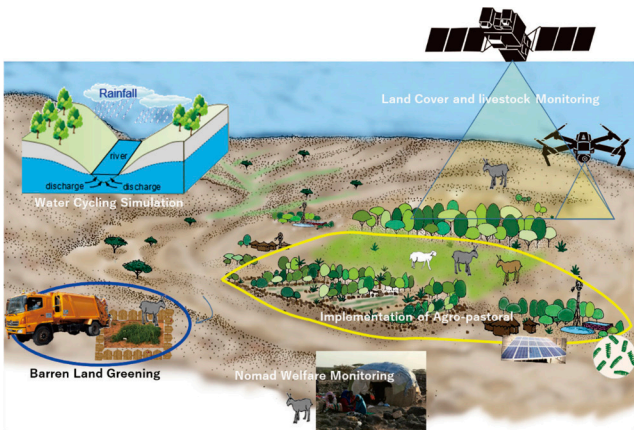 Rainfall
Land Cover and livestock Monitoring
river
discharge discharge
Water Cycling Simulation
Implementation of Agro-pastoral
Barren Land Greening
Nomad Welfare Monitoring